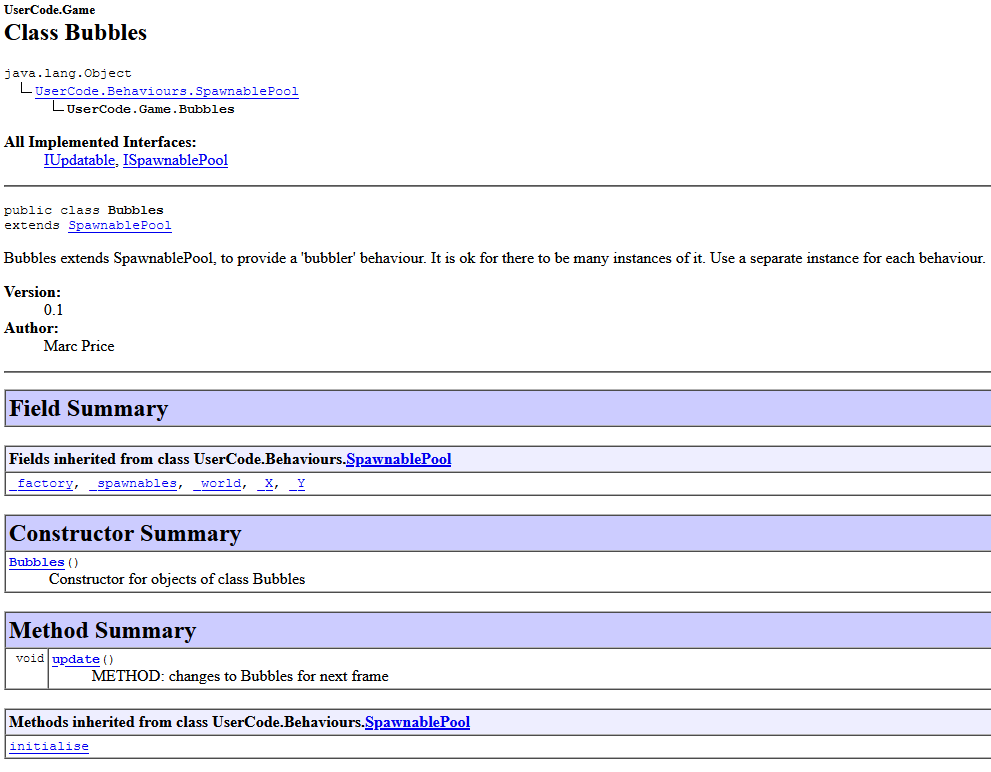 UserCode.Game
Class Bubbles
java.lang.Object
UserCode.Behaviours.SpawnablePool
UserCode.Game.Bubbles
All Implemented Interfaces:
IUpdatable, ISpawnablePool
public class Bubbles
extends SpawnablePool
Bubbles extends SpawnablePool, to provide a 'bubbler' behaviour. It is ok for there to be many instances of it. Use a separate instance for each behaviour.
Version:
0.1
Author:
Marc Price
Field Summary
Fields inherited from class UserCode.Behaviours.SpawnablePool
_factory, _spawnables, _world, _X, _Y
Constructor Summary
Bubbles()
Constructor for objects of class Bubbles
Method Summary
void update()
METHOD: changes to Bubbles for next frame
Methods inherited from class UserCode.Behaviours.SpawnablePool
initialise